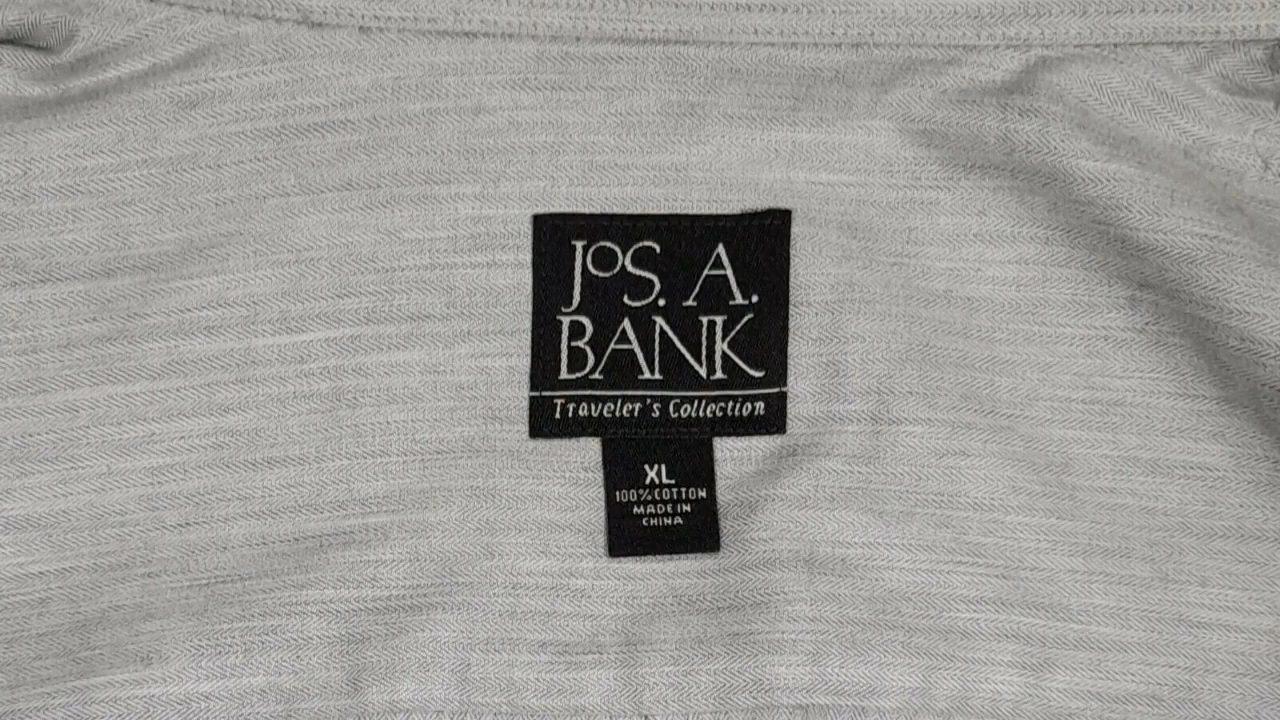 JOS. A.
BANK
Traveler's Collection
XL
100% COTTON
MADE IN
CHINA